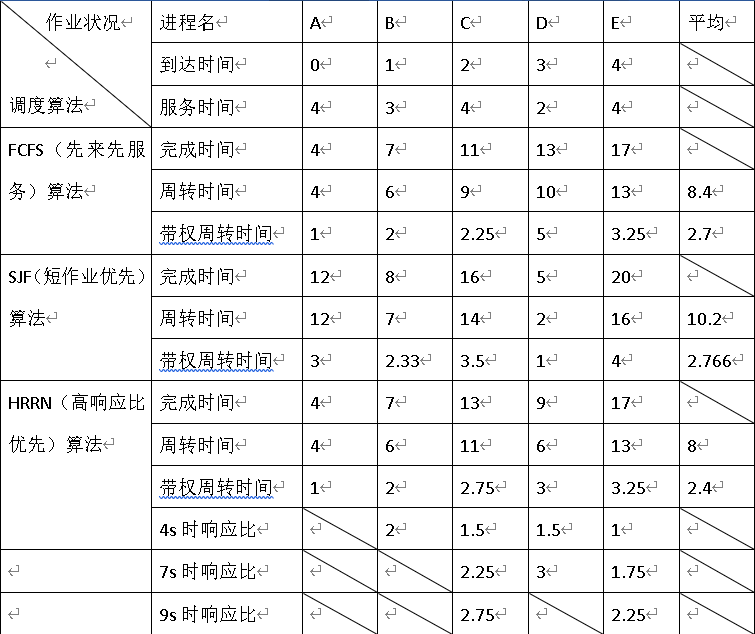 作业状况 进程名 A B C D E 平均
到达时间 0 1 2 3 4
调度算法 服务时间 4 3 4 2 4
FCFS（先来先服 完成时间 4 7 11 13 17
务）算法 周转时间 4 6 9 10 13 8.4
带权周转时间 1 2 2.25 5 3.25 2.7
SJF（短作业优先） 完成时间 12 8 16 5 20
算法 周转时间 12 7 14 2 16 10.2
带权周转时间 3 2.33 3.5 1 4 2.766
HRRN（高响应比 完成时间 4 7 13 9 17
优先）算法 周转时间 4 6 11 6 13 8
带权周转时间 1 2 2.75 3 3.25 2.4
4s 时响应比 2 1.5 1.5 1
7s 时响应比 2.25 3 1.75
9s 时响应比 2.75 2.25